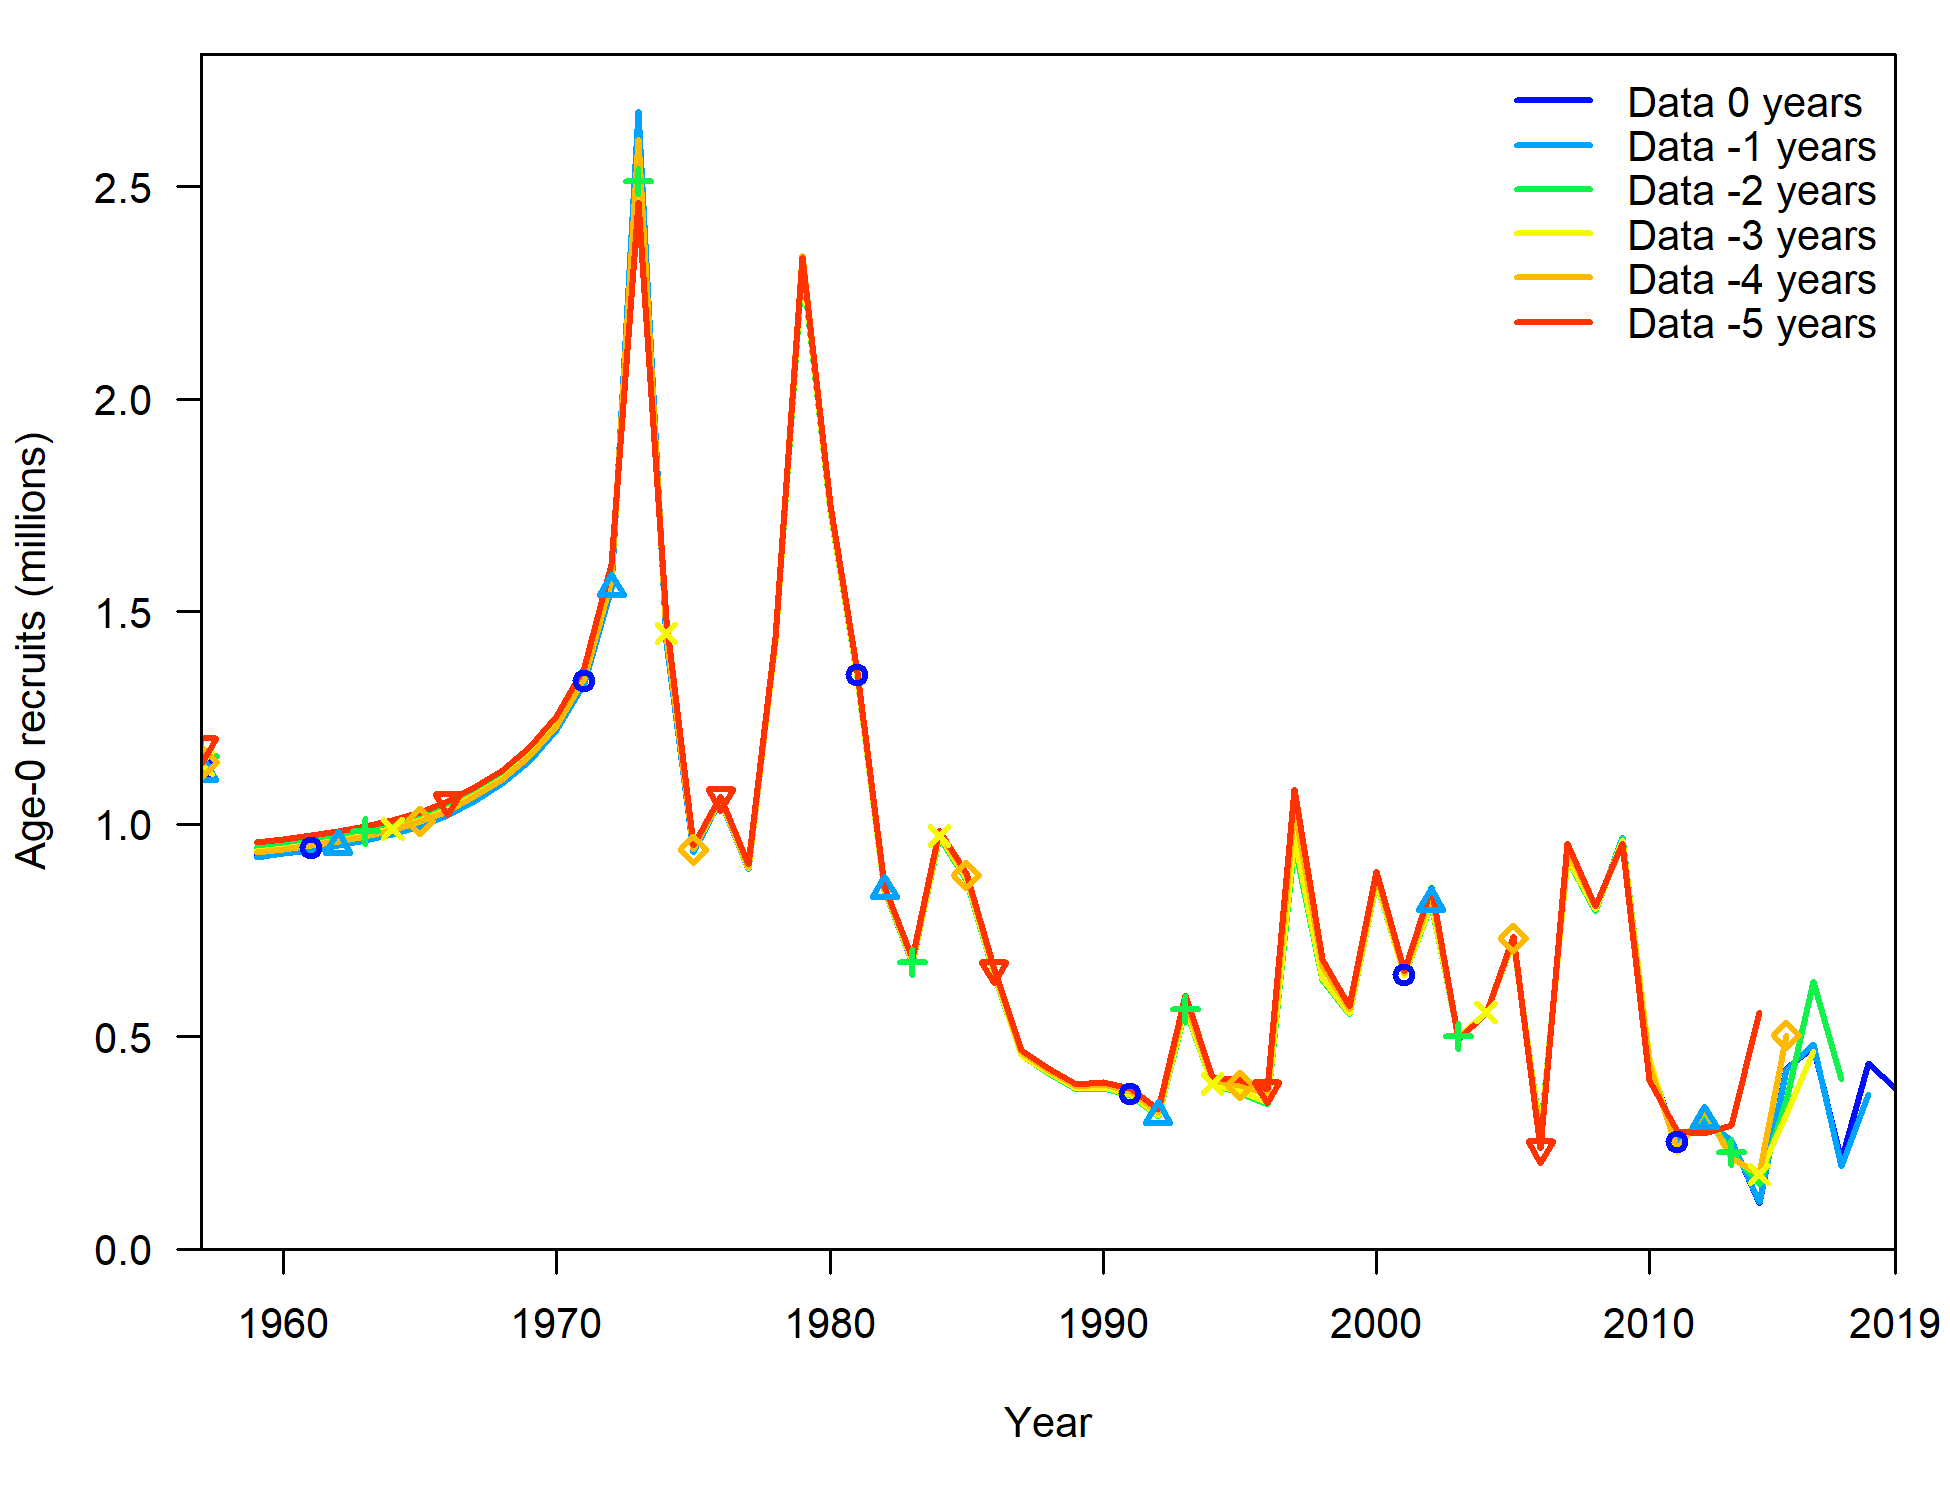 Data 0 years
Data -1 years
Data -2 years
Data -3 years
Data -4 years
Data -5 years
2.5
2.0
1.5
1.0
0.5
0.0
Age-0 recruits (millions)
1960 1970 1980 1990 2000 2010 2019
Year